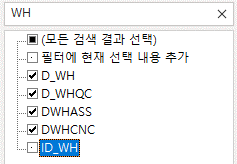 WH
(모든 검색 결과 선택)
필터에 현재 선택 내용 추가
D_WH
D_WHQC
DWHASS
DWHCNC
ID_WH